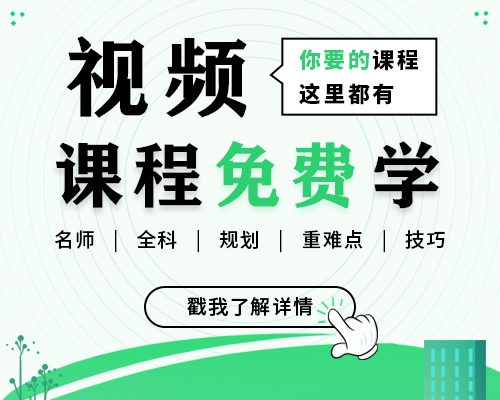 视频
你要的课程
这里都有
课程免费学
名师 | 全科 | 规划 | 重难点 | 技巧
戳我了解详情